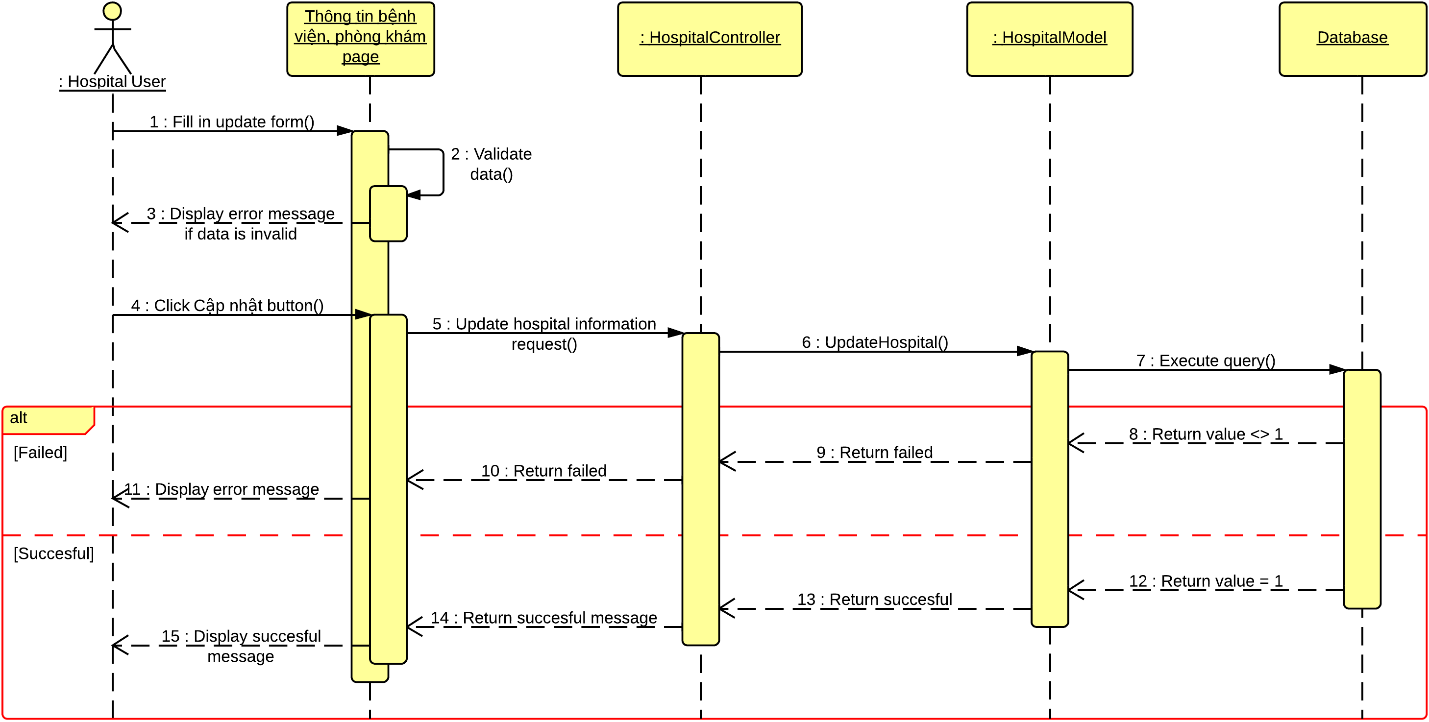 : Hospital User
Thông tin bệnh
viện, phòng khám
page
: HospitalController
: HospitalModel
Database
1 : Fill in update form()
2 : Validate
data()
3 : Display error message
if data is invalid
4 : Click Cập nhật button()
5 : Update hospital information
request()
6 : UpdateHospital()
7 : Execute query()
alt
[Failed]
8 : Return value <> 1
9 : Return failed
10 : Return failed
11 : Display error message
[Succesful]
12 : Return value = 1
13 : Return succesful
14 : Return succesful message
15 : Display succesful
message